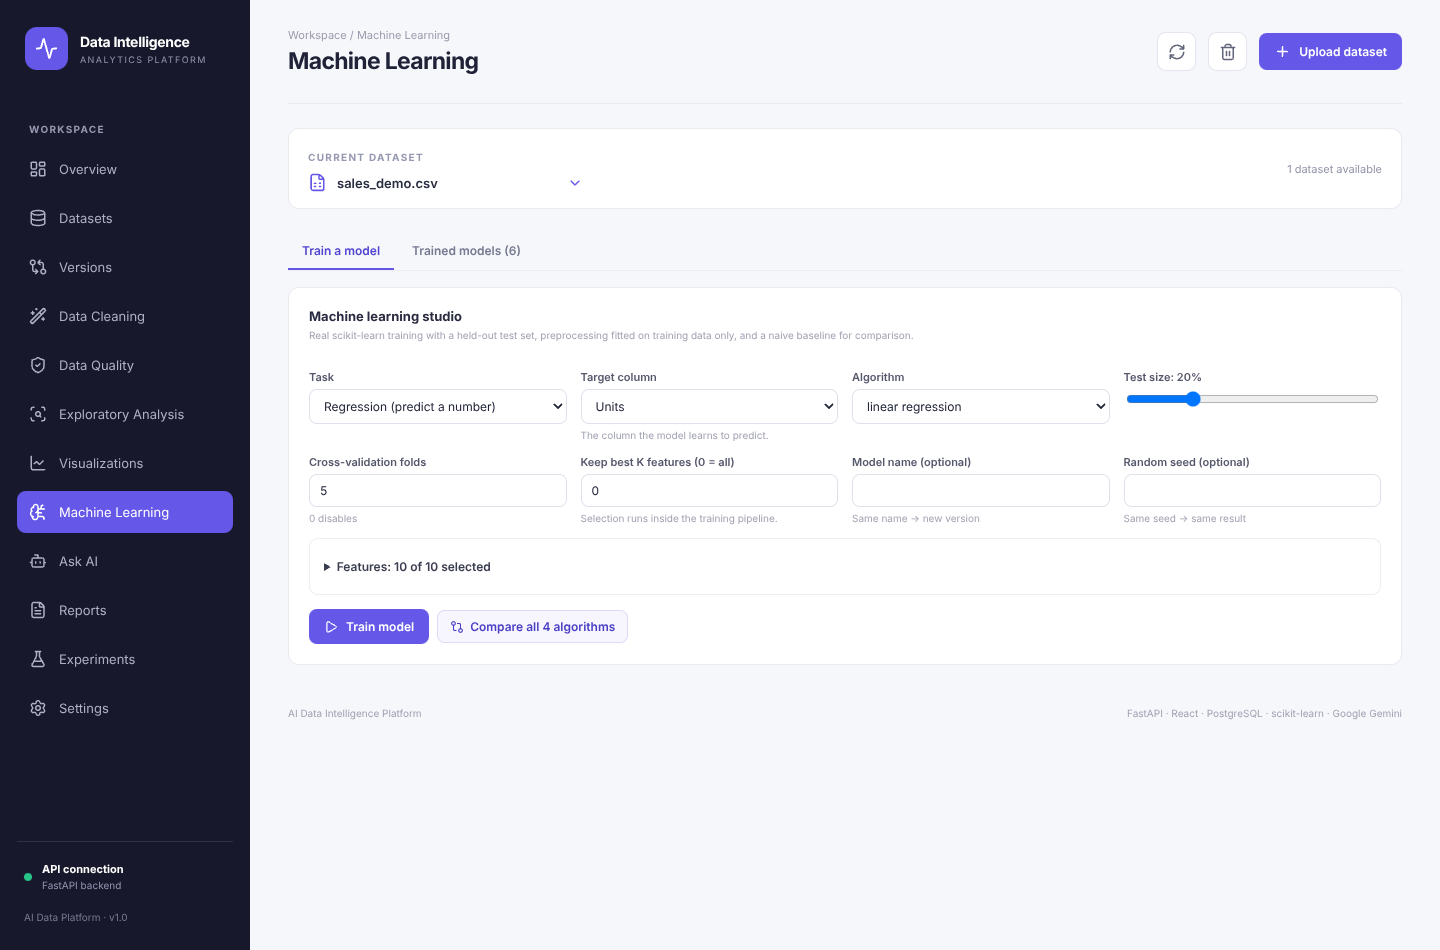 Data Intelligence
ANALYTICS PLATFORM
WORKSPACE
Overview
Datasets
Versions
Data Cleaning
Data Quality
Exploratory Analysis
Visualizations
Machine Learning
Ask AI
Reports
Experiments
Settings
API connection
FastAPI backend
AI Data Platform · v1.0
Workspace / Machine Learning
Machine Learning
Upload dataset
CURRENT DATASET
sales_demo.csv
1 dataset available
Train a model
Trained models (6)
Machine learning studio
Real scikit-learn training with a held-out test set, preprocessing fitted on training data only, and a naive baseline for comparison.
Task
Regression (predict a number)
Target column
Units
The column the model learns to predict.
Algorithm
linear regression
Test size: 20%
Cross-validation folds
5
0 disables
Keep best K features (0 = all)
0
Selection runs inside the training pipeline.
Model name (optional)
Same name → new version
Random seed (optional)
Same seed → same result
Features: 10 of 10 selected
Train model
Compare all 4 algorithms
AI Data Intelligence Platform
FastAPI · React · PostgreSQL · scikit-learn · Google Gemini